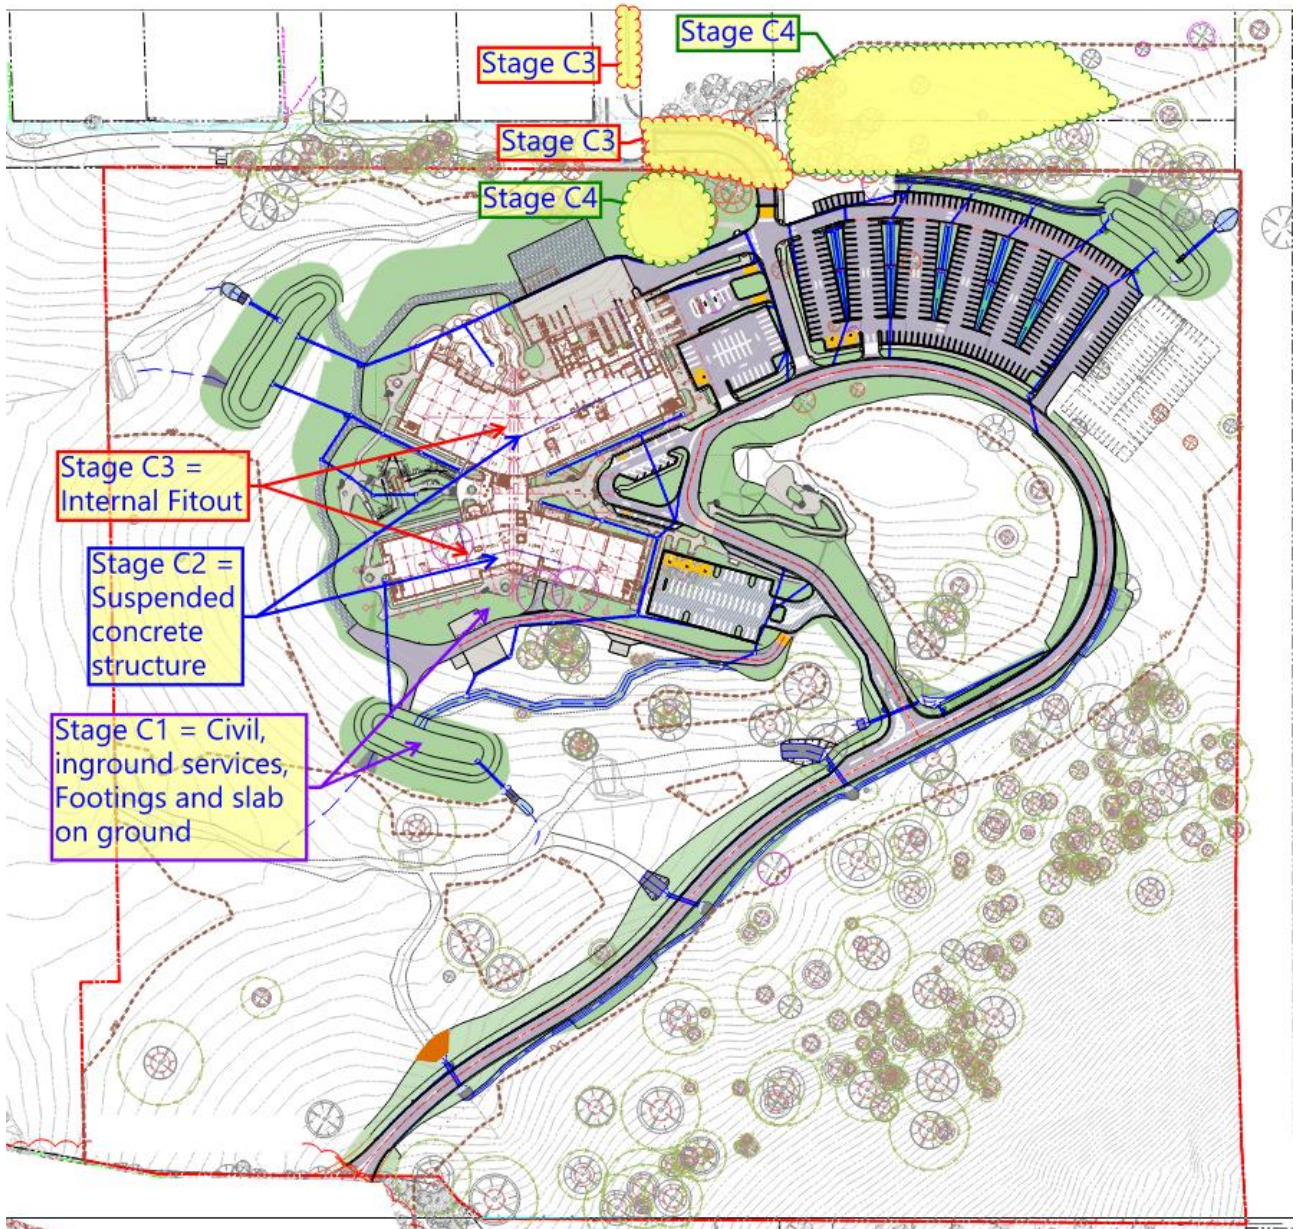 Stage C4
Stage C3
Stage C3
Stage C4
Stage C3 =
Internal Fitout
Stage C2 =
Suspended
concrete
structure
Stage C1 = Civil,
inground services,
Footings and slab
on ground